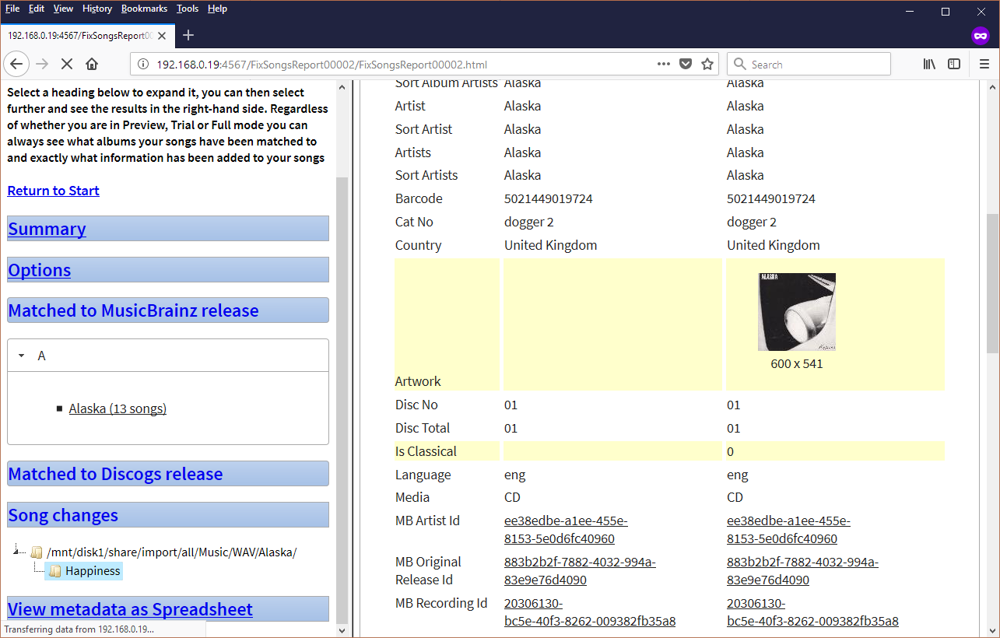 File Edit View History Bookmarks Tools Help
192.168.0.19:4567/FixSongsReport00
192.168.0.19:4567/FixSongsReport00002/FixSongsReport00002.html
Search
Select a heading below to expand it, you can then select
further and see the results in the right-hand side. Regardless
of whether you are in Preview, Trial or Full mode you can
always see what albums your songs have been matched to
and exactly what information has been added to your songs
Return to Start
Summary
Options
Matched to MusicBrainz release
A
Alaska (13 songs)
Matched to Discogs release
Song changes
/mnt/disk1/share/import/all/Music/WAV/Alaska/
Happiness
View metadata as Spreadsheet
Transferring data from 192.168.0.19...
Sort Album Artists Alaska Alaska
Artist Alaska Alaska
Sort Artist Alaska Alaska
Artists Alaska Alaska
Sort Artists Alaska Alaska
Barcode 5021449019724 5021449019724
Cat No dogger 2 dogger 2
Country United Kingdom United Kingdom
ALASKA
600 x 541
Artwork
Disc No 01 01
Disc Total 01 01
Is Classical 0
Language eng eng
Media CD CD
MB Artist Id ee38edbe-a1ee-455e- ee38edbe-a1ee-455e-
8153-5e0d6fc40960 8153-5e0d6fc40960
MB Original 883b2b2f-7882-4032-994a- 883b2b2f-7882-4032-994a-
Release Id 83e9e76d4090 83e9e76d4090
MB Recording Id 20306130- 20306130-
bc5e-40f3-8262-009382fb35a8 bc5e-40f3-8262-009382fb35a8